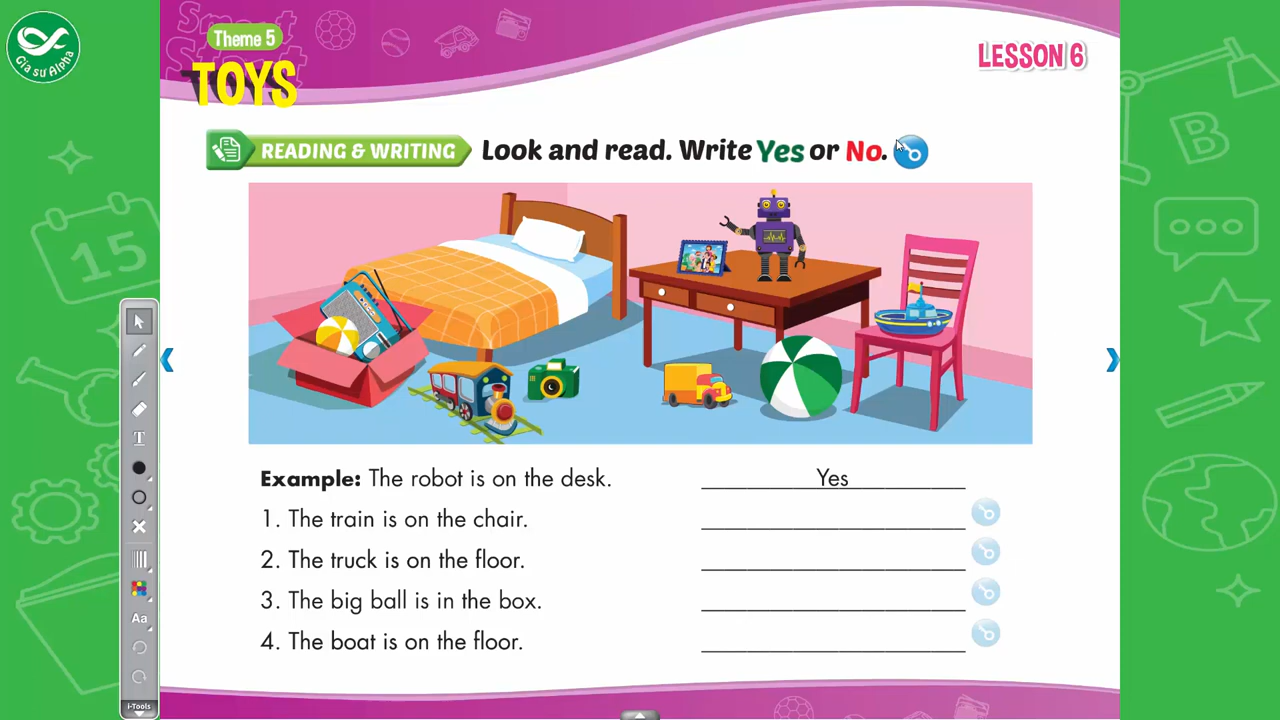 Gia sư Alpha
Theme 5
TOYS
LESSON 6
READING & WRITING Look and read. Write Yes or No.
Example: The robot is on the desk. Yes
1. The train is on the chair.
2. The truck is on the floor.
3. The big ball is in the box.
4. The boat is on the floor.
T
Aa
i-Tools
15
B